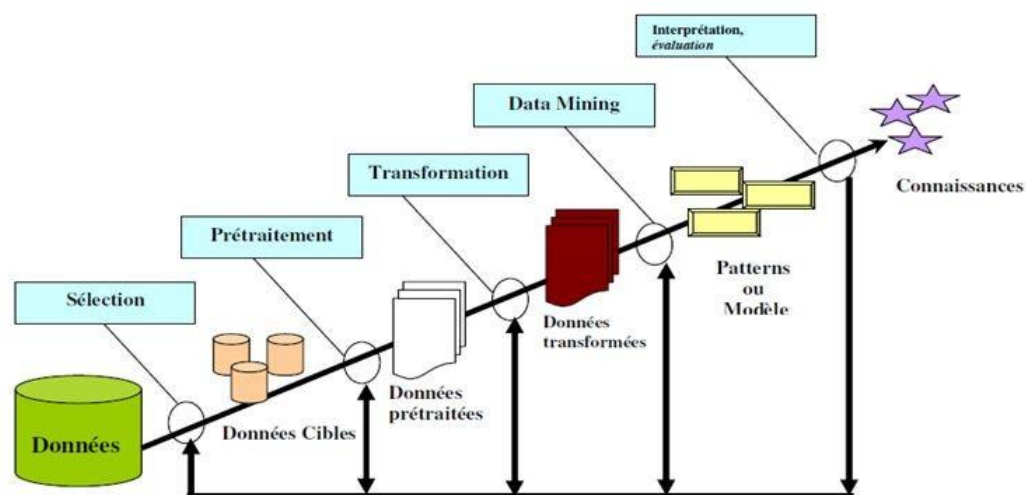 Interprétation,
évaluation
Data Mining
Transformation
Connaissances
Prétraitement
Patterns
ou
Modèle
Sélection
Données
transformées
Données
prétraitées
Données Cibles
Données